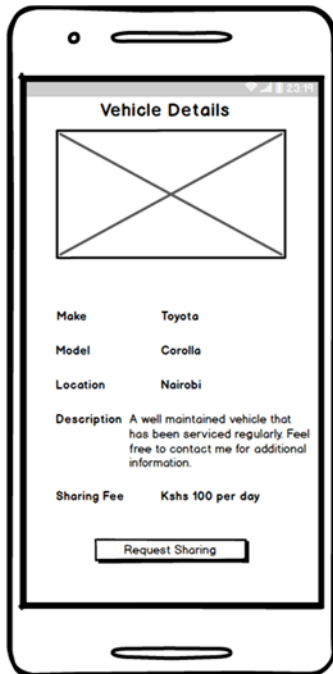 23:19
Vehicle Details
Make Toyota
Model Corolla
Location Nairobi
Description A well maintained vehicle that
has been serviced regularly. Feel
free to contact me for additional
information.
Sharing Fee Kshs 100 per day
Request Sharing